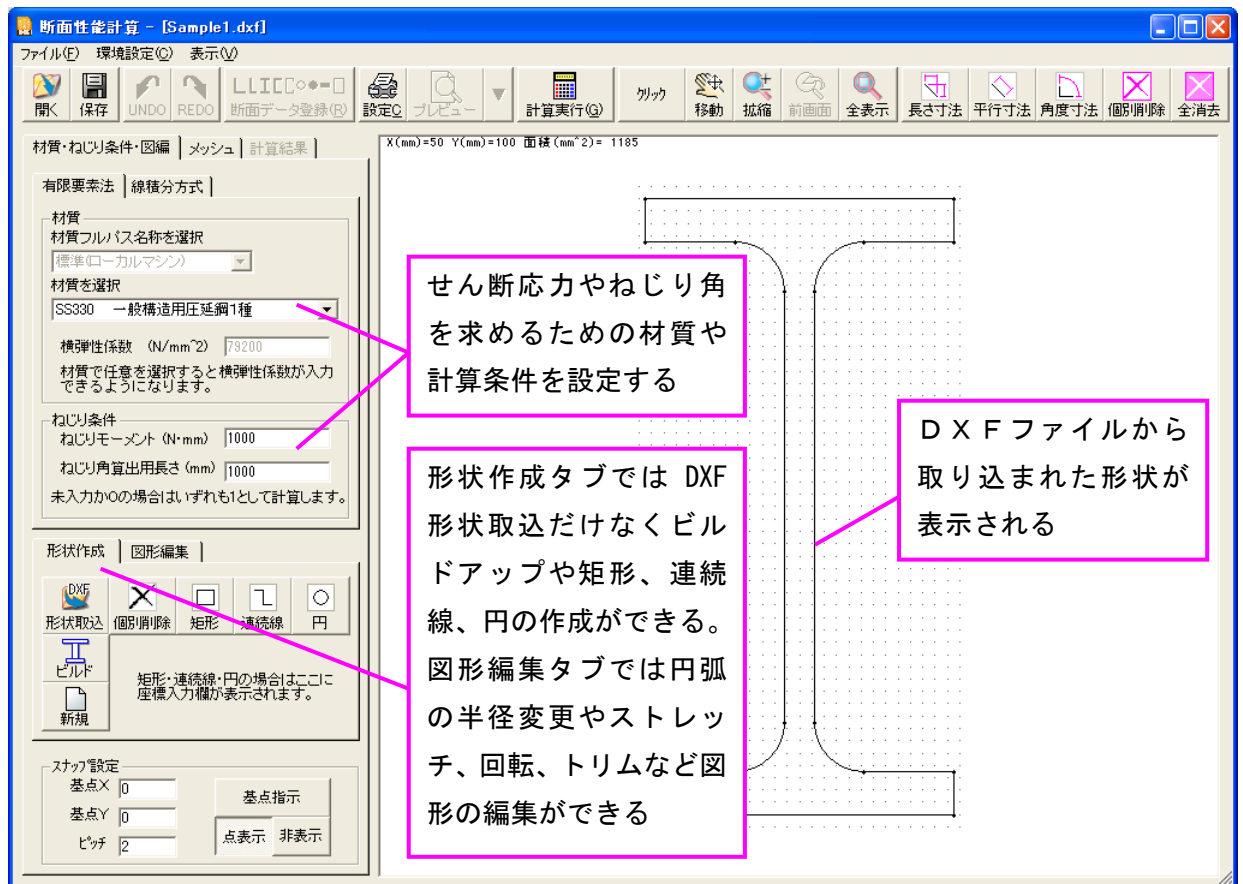 断面性能計算 - [Sample1.dxf]
ファイル(F) 環境設定(C) 表示(V)
開く 保存 UNDO REDO 断面データ登録(R) 設定C プレビュー 計算実行(G) クリック 移動 拡縮 前画面 全表示 長さ寸法 平行寸法 角度寸法 個別削除 全消去
材質・ねじり条件・図編 メッシュ 計算結果
X(mm)=50 Y(mm)=100 面積(mm^2)= 1185
有限要素法 線積分方式
材質
材質フルパス名称を選択
標準(ローカルマシン)
材質を選択
SS330 一般構造用圧延鋼1種
横弾性係数 (N/mm^2) 79200
材質で任意を選択すると横弾性係数が入力
できるようになります。
ねじり条件
ねじりモーメント (N・mm) 1000
ねじり角算出用長さ (mm) 1000
未入力か0の場合はいずれも1として計算します。
形状作成 図形編集
DXF
形状取込 個別削除 矩形 連続線 円
ビルド
新規
矩形・連続線・円の場合はここに
座標入力欄が表示されます。
スナップ設定
基点X 0
基点Y 0
ピッチ 2
基点指示
点表示 非表示
せん断応力やねじり角
を求めるための材質や
計算条件を設定する
形状作成タブでは DXF
形状取込だけなくビル
ドアップや矩形、連続
線、円の作成ができる。
図形編集タブでは円弧
の半径変更やストレッ
チ、回転、トリムなど図
形の編集ができる
DXFファイルから
取り込まれた形状が
表示される